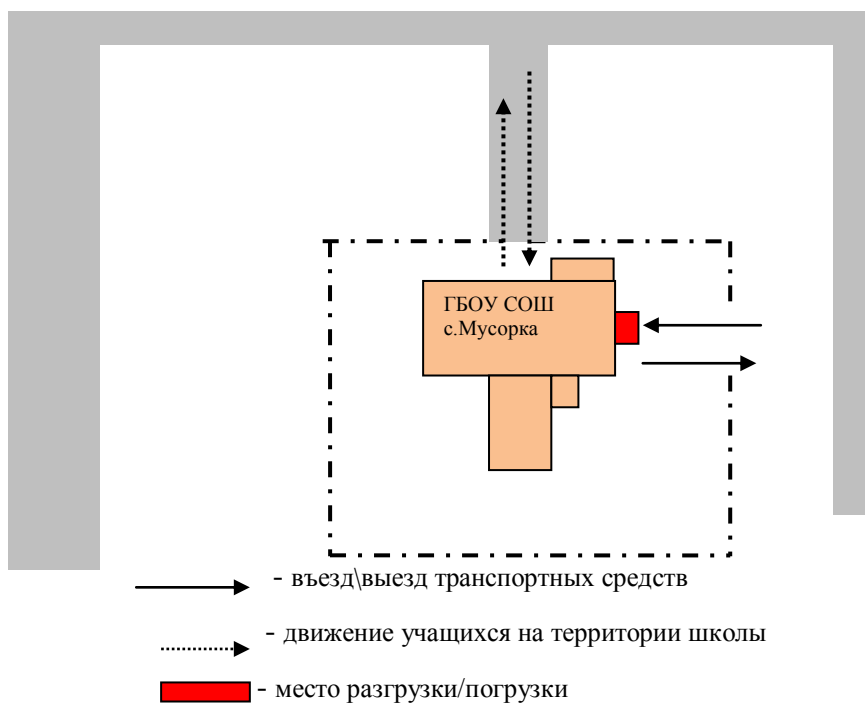 ГБОУ СОШ
с.Мусорка
- въезд\выезд транспортных средств
- движение учащихся на территории школы
- место разгрузки/погрузки